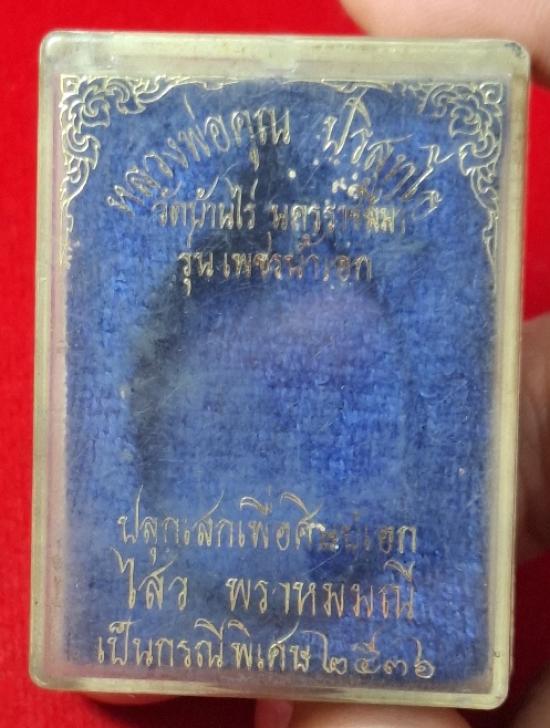 หลวงพ่อคูณ ปริสุทโธ
วัดบ้านไร่ นครราชสีมา
รุ่น เพชรน้ำเอก
ปลุกเสกเพื่อศิษย์เอก
ไสว พราหมมณี
เป็นกรณีพิเศษ ๒๕๓๖